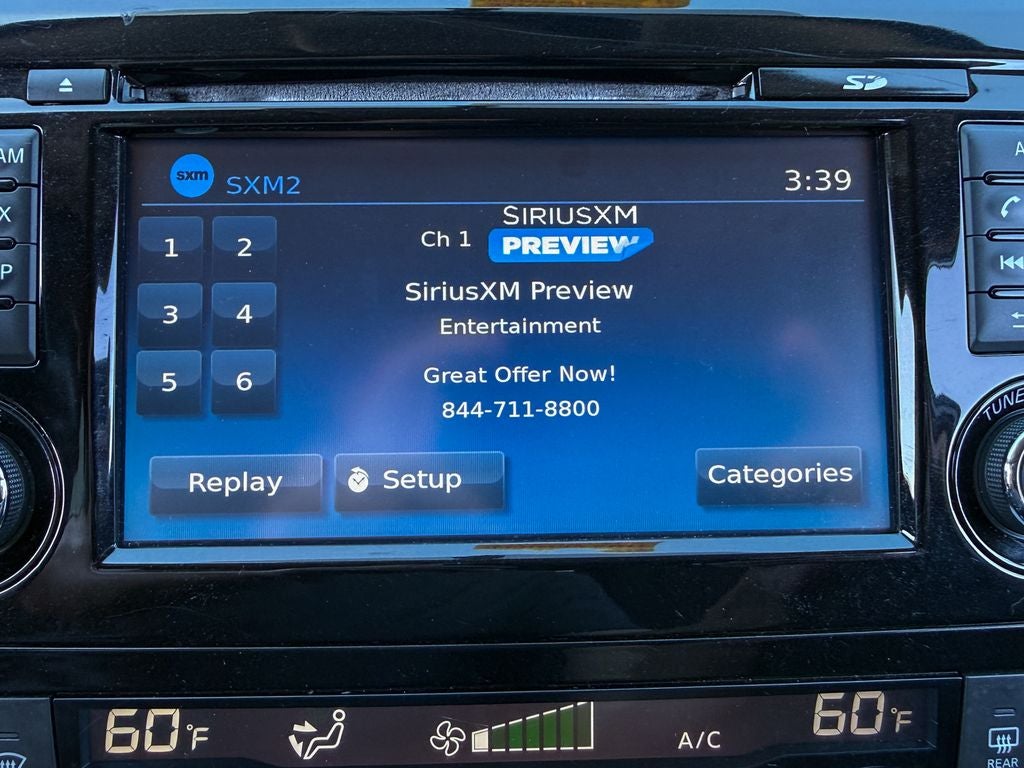 SD
AM
sxm SXM2 3:39
X
P
A
SIRIUSXM
Ch 1 PREVIEW
1 2
SiriusXM Preview
3 4
Entertainment
5 6
Great Offer Now!
844-711-8800
TUNE
Replay Setup Categories
60°F A/C 60°F
REAR